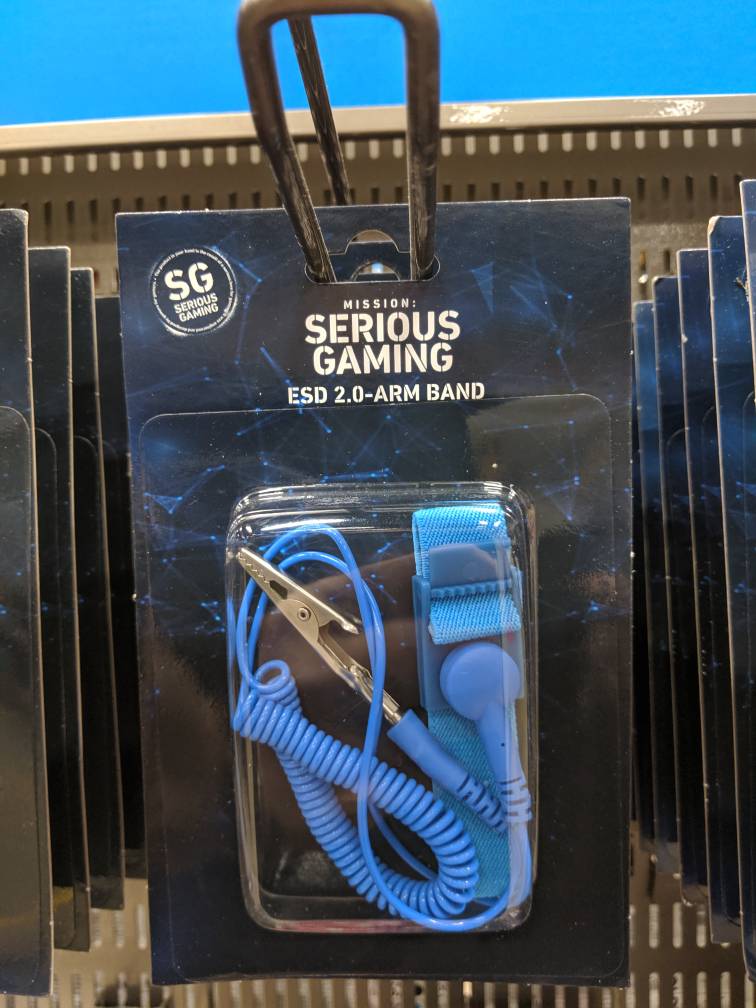 SG
SERIOUS
GAMING
MISSION:
SERIOUS
GAMING
ESD 2.0-ARM BAND